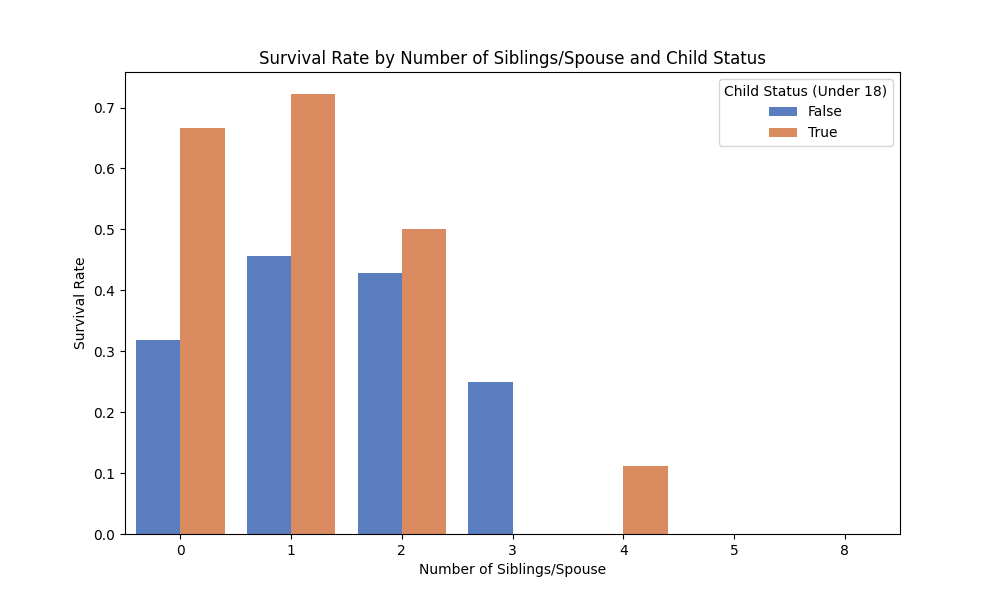 Survival Rate by Number of Siblings/Spouse and Child Status
Child Status (Under 18)
False
True
Survival Rate
0.7
0.6
0.5
0.4
0.3
0.2
0.1
0.0
0 1 2 3 4 5 8
Number of Siblings/Spouse